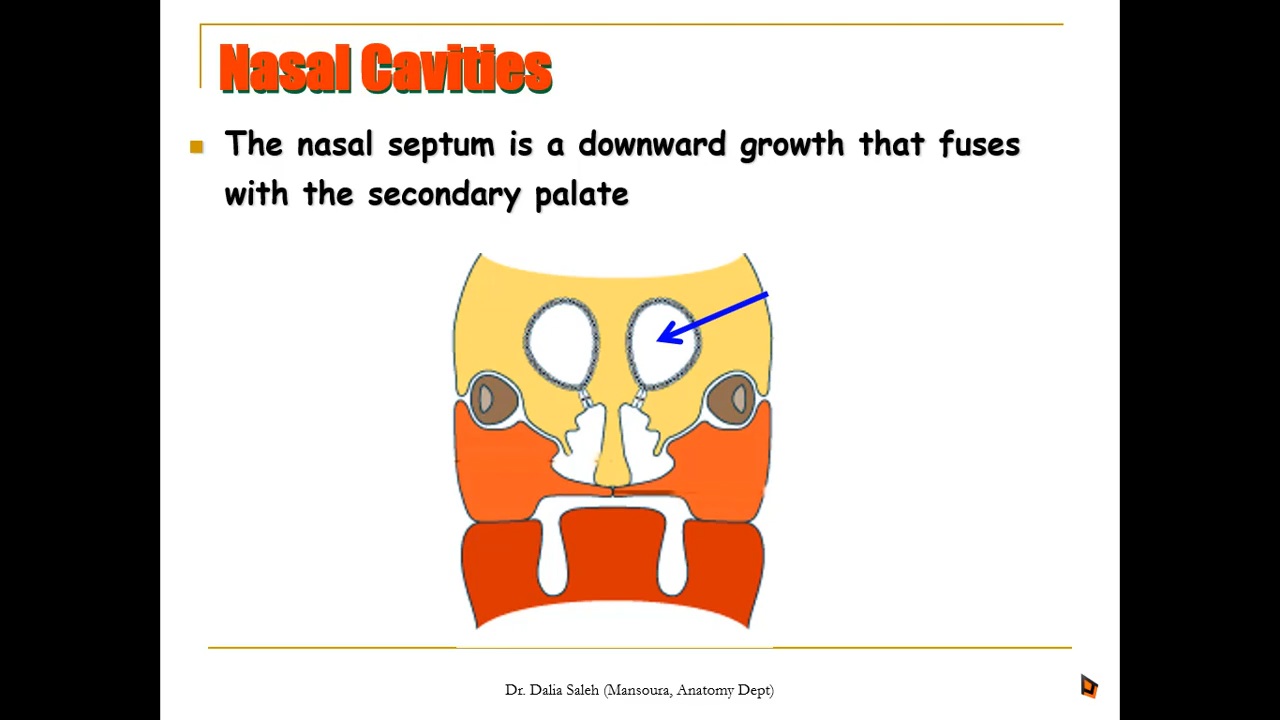 Nasal Cavities
The nasal septum is a downward growth that fuses
with the secondary palate
Dr. Dalia Saleh (Mansoura, Anatomy Dept)